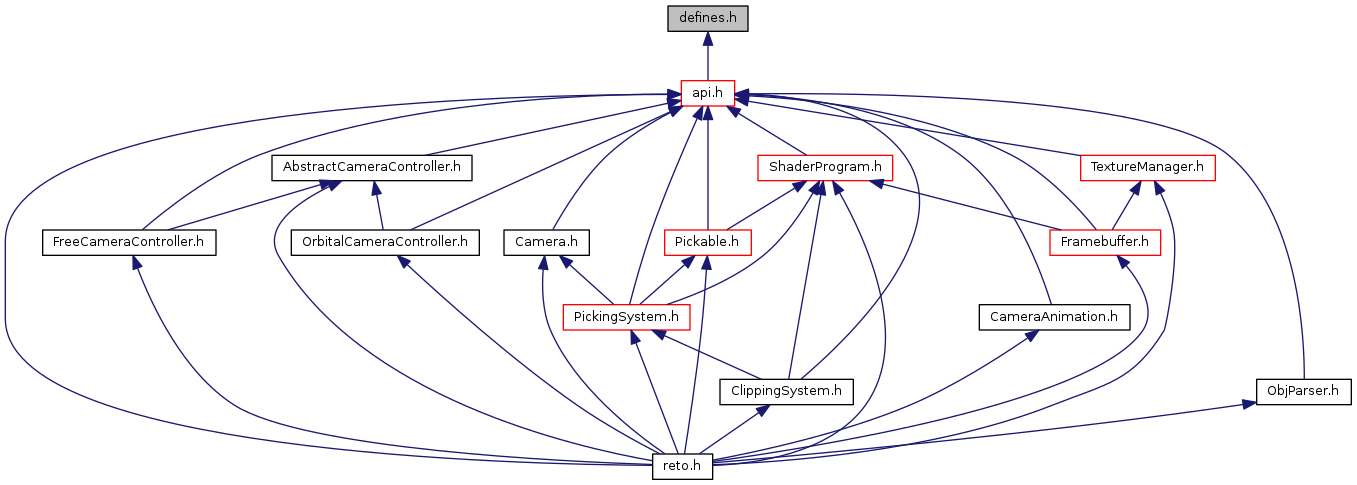 defines.h
api.h
AbstractCameraController.h
ShaderProgram.h
TextureManager.h
FreeCameraController.h
OrbitalCameraController.h
Camera.h
Pickable.h
Framebuffer.h
PickingSystem.h
CameraAnimation.h
ClippingSystem.h
ObjParser.h
reto.h